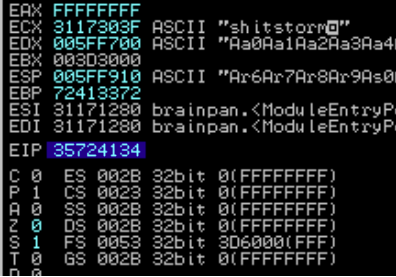 EAX FFFFFFFF
ECX 3117303F ASCII "shitstorm"
EDX 005FF700 ASCII "Aa0Aa1Aa2Aa3Aa4
EBX 003D3000
ESP 005FF910 ASCII "Ar6Ar7Ar8Ar9As0
EBP 72413372
ESI 31171280 brainpan.<ModuleEntryPo
EDI 31171280 brainpan.<ModuleEntryPo
EIP 35724134
C 0 ES 002B 32bit 0(FFFFFFFF)
P 1 CS 0023 32bit 0(FFFFFFFF)
A 0 SS 002B 32bit 0(FFFFFFFF)
Z 0 DS 002B 32bit 0(FFFFFFFF)
S 1 FS 0053 32bit 3D6000(FFF)
T 0 GS 002B 32bit 0(FFFFFFFF)